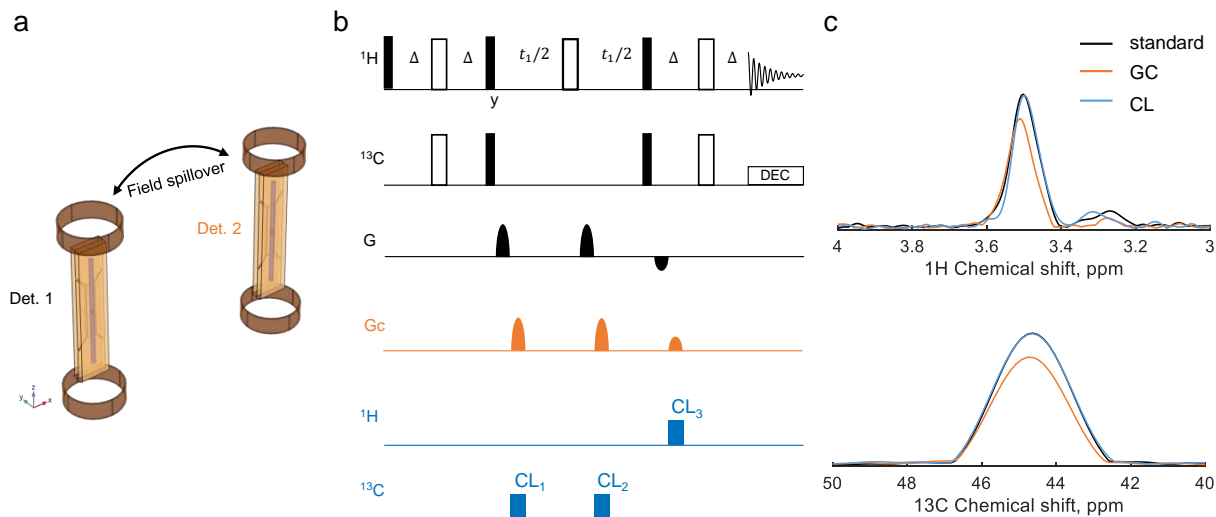 a
Field spillover
Det. 1
Det. 2
z
y
x
b
¹H
Δ
Δ
t₁/2
t₁/2
Δ
Δ
y
¹³C
DEC
G
Gc
¹H
CL₃
¹³C
CL₁
CL₂
c
standard
GC
CL
4
3.8
3.6
3.4
3.2
3
1H Chemical shift, ppm
50
48
46
44
42
40
13C Chemical shift, ppm